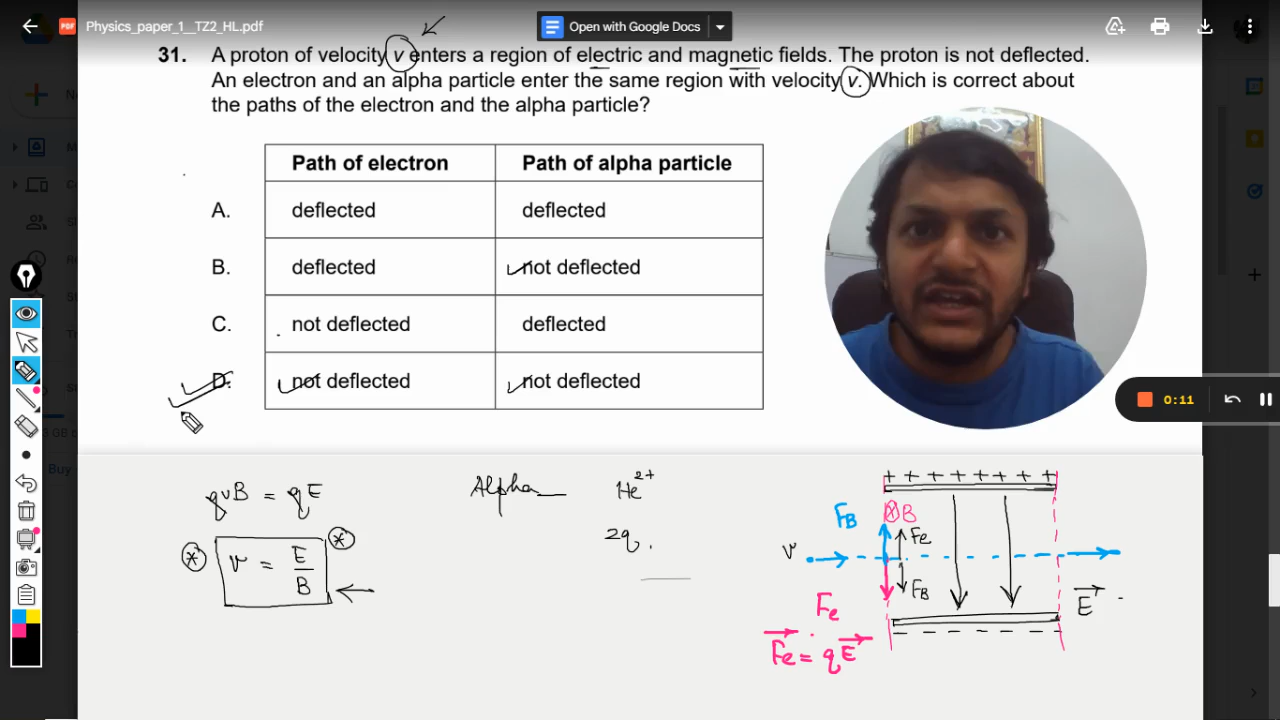 Physics_paper_1__TZ2_HL.pdf
Open with Google Docs
31. A proton of velocity v enters a region of electric and magnetic fields. The proton is not deflected.
An electron and an alpha particle enter the same region with velocity v. Which is correct about
the paths of the electron and the alpha particle?
Path of electron Path of alpha particle
A. deflected deflected
B. deflected not deflected
C. not deflected deflected
D. not deflected not deflected
0:11
qvB = qE
v = E/B
Alpha He2+
2q
+ + + + + + + +
FB ⊗B Fe
v
FB
Fe
E
Fe = qE
- - - - - - -